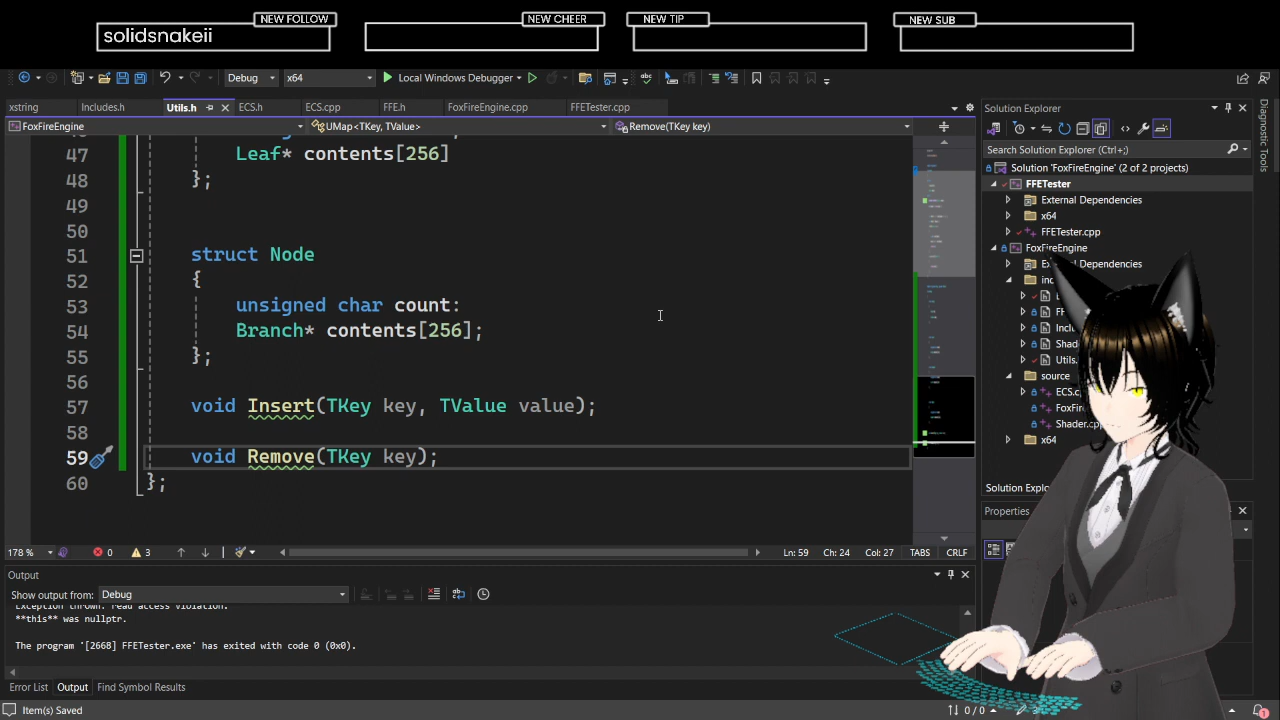 NEW FOLLOW
solidsnakeii
NEW CHEER
NEW TIP
NEW SUB
Debug
x64
Local Windows Debugger
xstring
Includes.h
Utils.h
ECS.h
ECS.cpp
FFE.h
FoxFireEngine.cpp
FFETester.cpp
FoxFireEngine
UMap<TKey, TValue>
Remove(TKey key)
47 Leaf* contents[256]
48 };
49
50
51 struct Node
52 {
53 unsigned char count:
54 Branch* contents[256];
55 };
56
57 void Insert(TKey key, TValue value);
58
59 void Remove(TKey key);
60 };
178 %
0
3
Ln: 59
Ch: 24
Col: 27
TABS
CRLF
Output
Show output from:
Debug
Exception thrown: read access violation.
**this** was nullptr.
The program '[2668] FFETester.exe' has exited with code 0 (0x0).
Error List
Output
Find Symbol Results
Item(s) Saved
0 / 0
Solution Explorer
Search Solution Explorer (Ctrl+;)
Solution 'FoxFireEngine' (2 of 2 projects)
FFETester
External Dependencies
x64
FFETester.cpp
FoxFireEngine
External Dependencies
source
x64
Properties
Diagnostic Tools
1